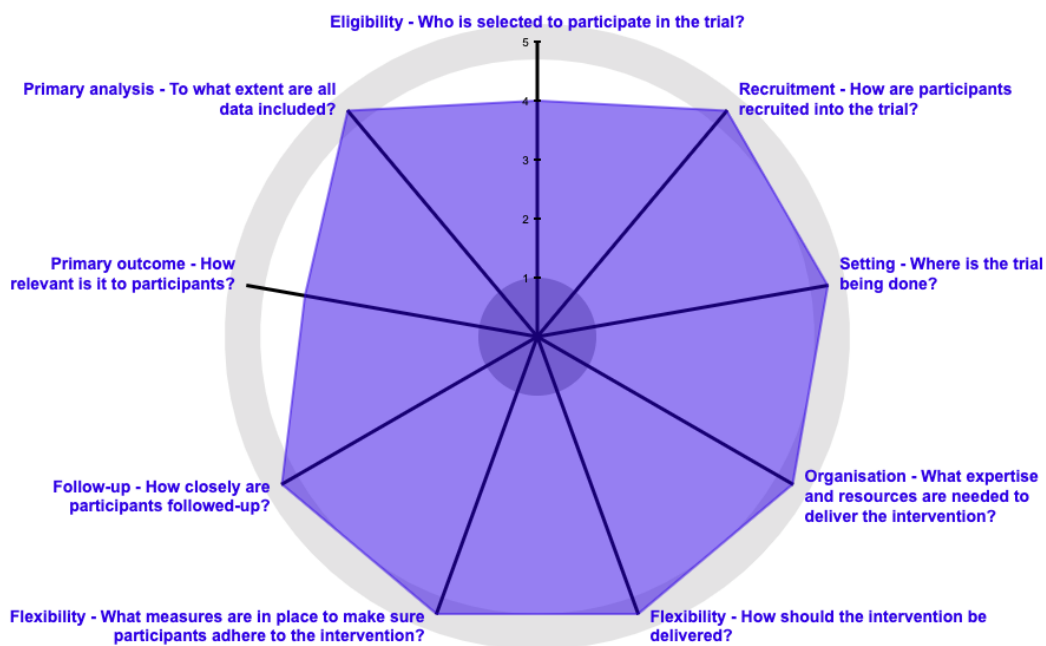 Eligibility - Who is selected to participate in the trial?
5
Primary analysis - To what extent are all
data included?
Recruitment - How are participants
recruited into the trial?
4
3
2
1
Primary outcome - How
relevant is it to participants?
Setting - Where is the trial
being done?
Follow-up - How closely are
participants followed-up?
Organisation - What expertise
and resources are needed to
deliver the intervention?
Flexibility - What measures are in place to make sure
participants adhere to the intervention?
Flexibility - How should the intervention be
delivered?